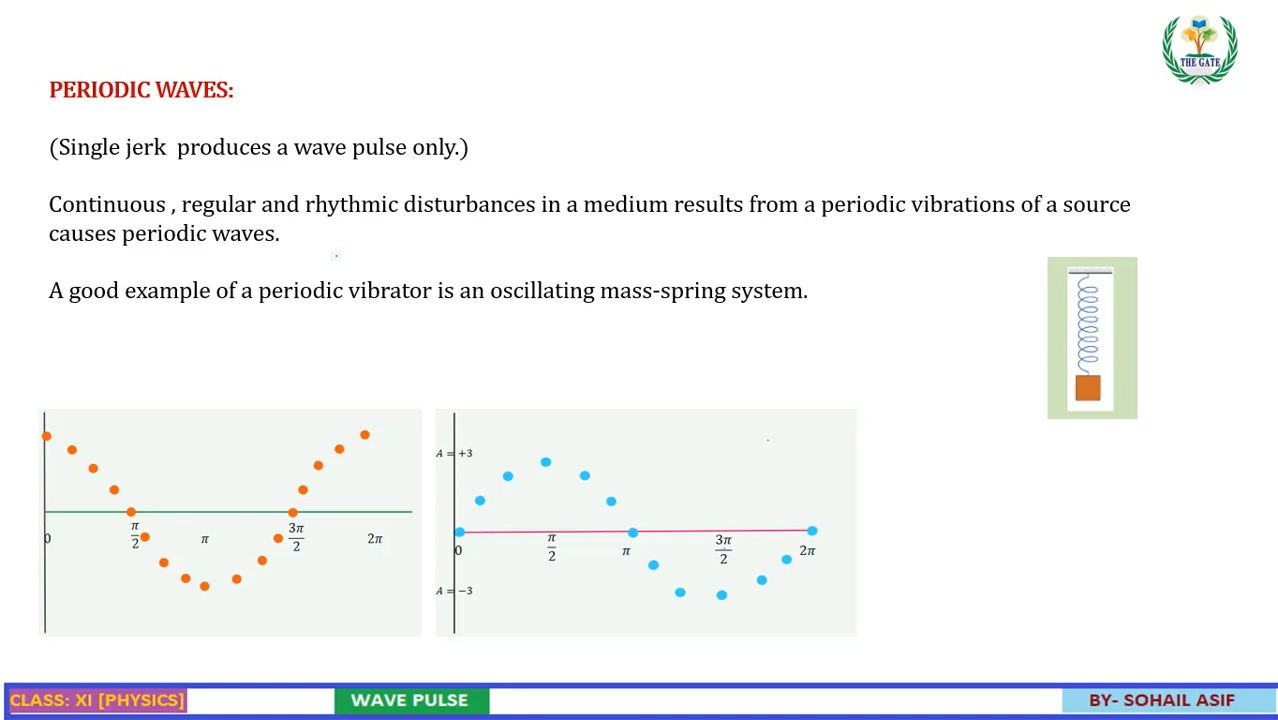 THE GATE
PERIODIC WAVES:
(Single jerk  produces a wave pulse only.)
Continuous , regular and rhythmic disturbances in a medium results from a periodic vibrations of a source
causes periodic waves.
A good example of a periodic vibrator is an oscillating mass-spring system.
0 π/2 π 3π/2 2π
A = +3
0 π/2 π 3π/2 2π
A = −3
CLASS: XI [PHYSICS]
WAVE PULSE
BY- SOHAIL ASIF